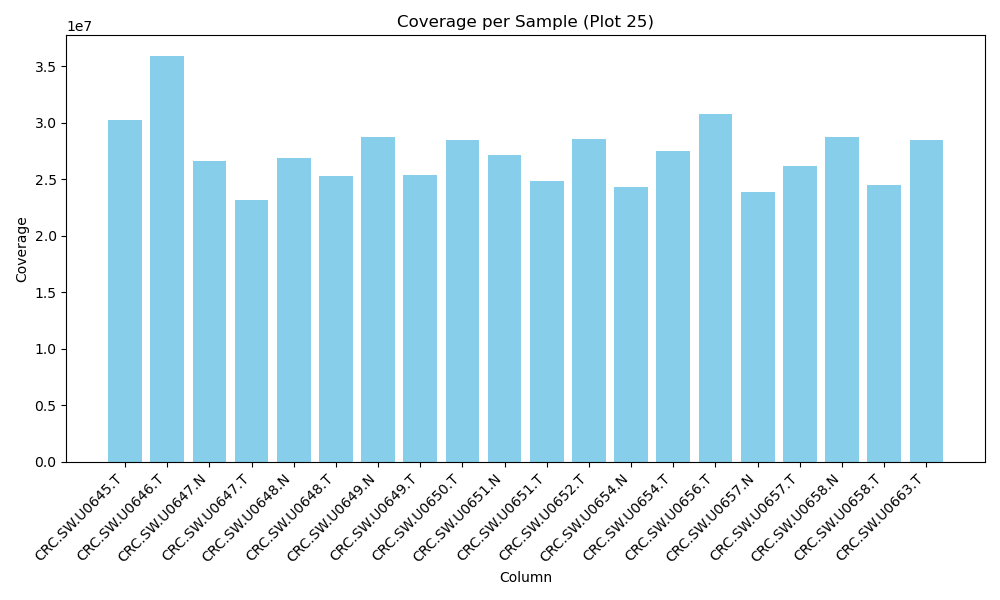 Coverage per Sample (Plot 25)
1e7
3.5
3.0
2.5
2.0
1.5
1.0
0.5
0.0
Coverage
CRC.SW.U0645.T
CRC.SW.U0646.T
CRC.SW.U0647.N
CRC.SW.U0647.T
CRC.SW.U0648.N
CRC.SW.U0648.T
CRC.SW.U0649.N
CRC.SW.U0649.T
CRC.SW.U0650.T
CRC.SW.U0651.N
CRC.SW.U0651.T
CRC.SW.U0652.T
CRC.SW.U0654.N
CRC.SW.U0654.T
CRC.SW.U0656.T
CRC.SW.U0657.N
CRC.SW.U0657.T
CRC.SW.U0658.N
CRC.SW.U0658.T
CRC.SW.U0663.T
Column